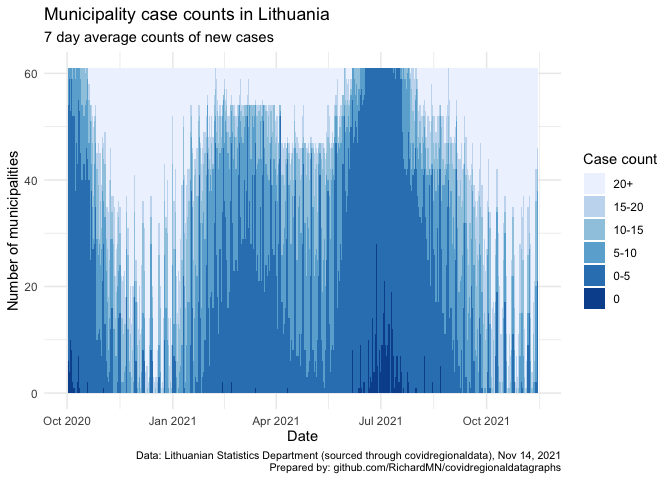 Municipality case counts in Lithuania
7 day average counts of new cases
Number of municipalities
60
40
20
0
Oct 2020
Jan 2021
Apr 2021
Jul 2021
Oct 2021
Date
Case count
20+
15-20
10-15
5-10
0-5
0
Data: Lithuanian Statistics Department (sourced through covidregionaldata), Nov 14, 2021
Prepared by: github.com/RichardMN/covidregionaldatagraphs